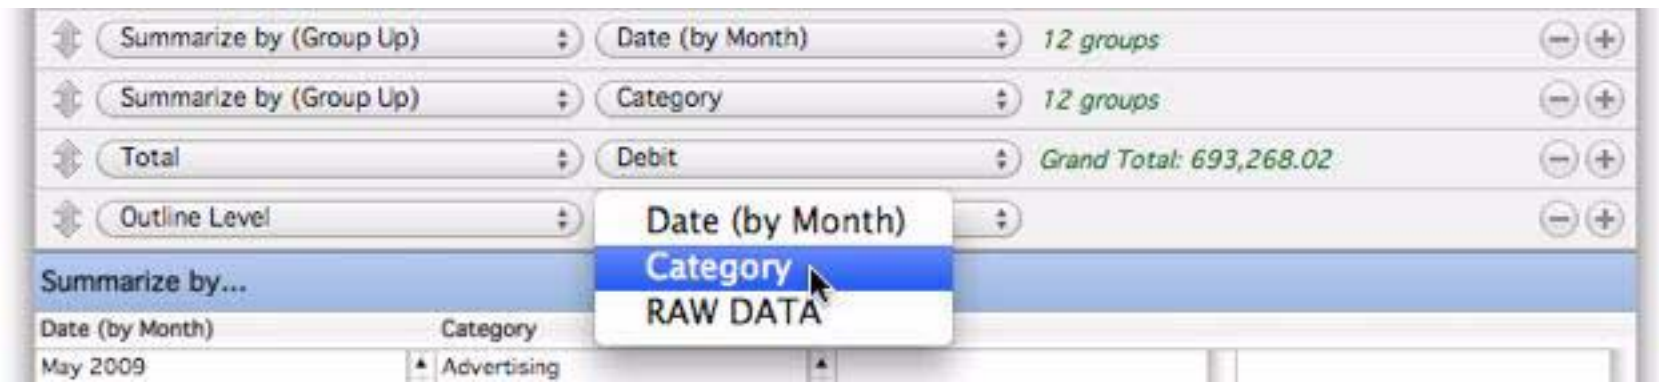 Summarize by (Group Up) Date (by Month) 12 groups
Summarize by (Group Up) Category 12 groups
Total Debit Grand Total: 693,268.02
Outline Level
Date (by Month)
Category
RAW DATA
Summarize by...
Date (by Month) Category
May 2009 Advertising